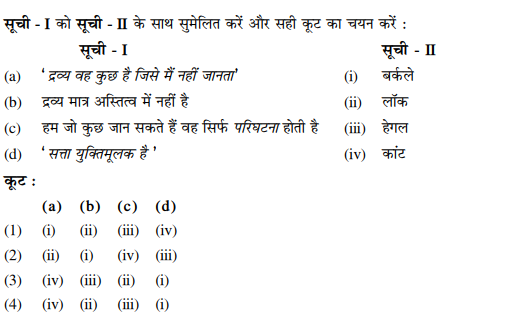 सूची - I को सूची - II के साथ सुमेलित करें और सही कूट का चयन करें :
सूची - I सूची - II
(a) ' द्रव्य वह कुछ है जिसे मैं नहीं जानता' (i) बर्कले
(b) द्रव्य मात्र अस्तित्व में नहीं है (ii) लॉक
(c) हम जो कुछ जान सकते हैं वह सिर्फ परिघटना होती है (iii) हेगल
(d) ' सत्ता युक्तिमूलक है ' (iv) कांट
कूट :
(a) (b) (c) (d)
(1) (i) (ii) (iii) (iv)
(2) (ii) (i) (iv) (iii)
(3) (iv) (iii) (ii) (i)
(4) (iv) (ii) (iii) (i)